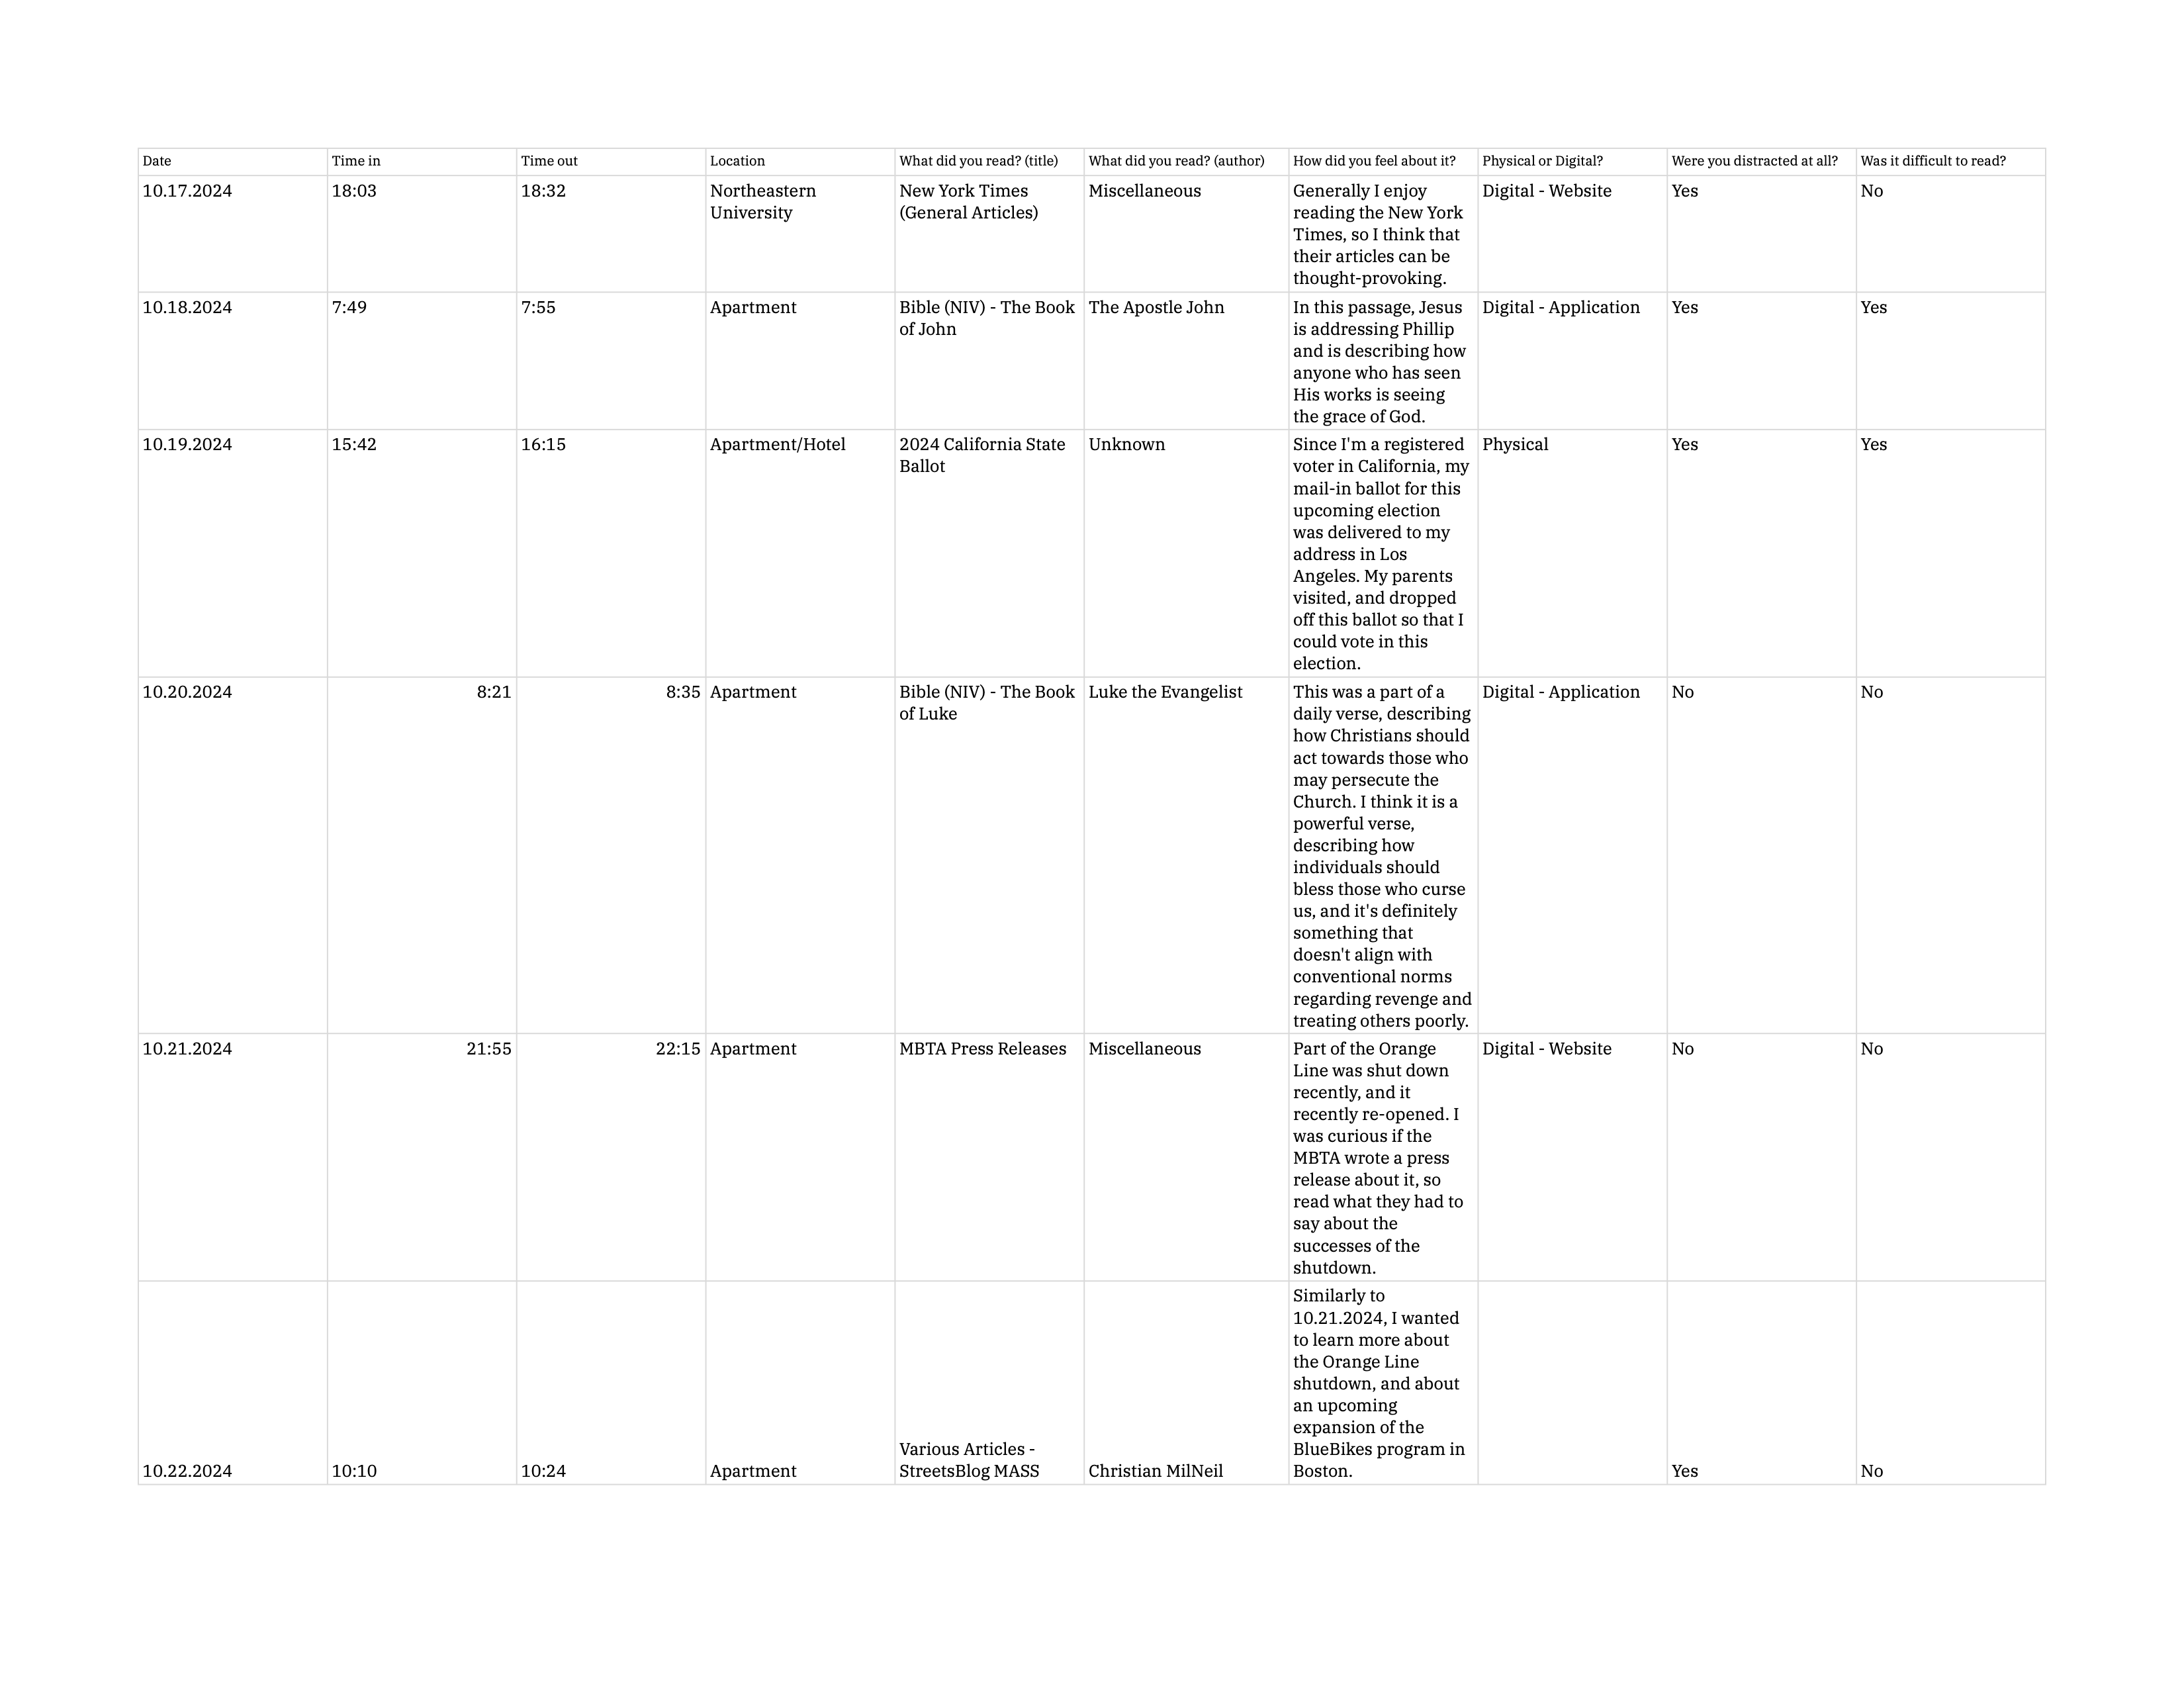 Date Time in Time out Location What did you read? (title) What did you read? (author) How did you feel about it? Physical or Digital? Were you distracted at all? Was it difficult to read?
10.17.2024 18:03 18:32 Northeastern New York Times Miscellaneous Generally I enjoy Digital - Website Yes No
University (General Articles) reading the New York
Times, so I think that
their articles can be
thought-provoking.
10.18.2024 7:49 7:55 Apartment Bible (NIV) - The Book The Apostle John In this passage, Jesus Digital - Application Yes Yes
of John is addressing Phillip
and is describing how
anyone who has seen
His works is seeing
the grace of God.
10.19.2024 15:42 16:15 Apartment/Hotel 2024 California State Unknown Since I'm a registered Physical Yes Yes
Ballot voter in California, my
mail-in ballot for this
upcoming election
was delivered to my
address in Los
Angeles. My parents
visited, and dropped
off this ballot so that I
could vote in this
election.
10.20.2024 8:21 8:35 Apartment Bible (NIV) - The Book Luke the Evangelist This was a part of a Digital - Application No No
of Luke daily verse, describing
how Christians should
act towards those who
may persecute the
Church. I think it is a
powerful verse,
describing how
individuals should
bless those who curse
us, and it's definitely
something that
doesn't align with
conventional norms
regarding revenge and
treating others poorly.
10.21.2024 21:55 22:15 Apartment MBTA Press Releases Miscellaneous Part of the Orange Digital - Website No No
Line was shut down
recently, and it
recently re-opened. I
was curious if the
MBTA wrote a press
release about it, so
read what they had to
say about the
successes of the
shutdown.
Similarly to
10.21.2024, I wanted
to learn more about
the Orange Line
shutdown, and about
an upcoming
expansion of the
Various Articles - BlueBikes program in
10.22.2024 10:10 10:24 Apartment StreetsBlog MASS Christian MilNeil Boston. Yes No